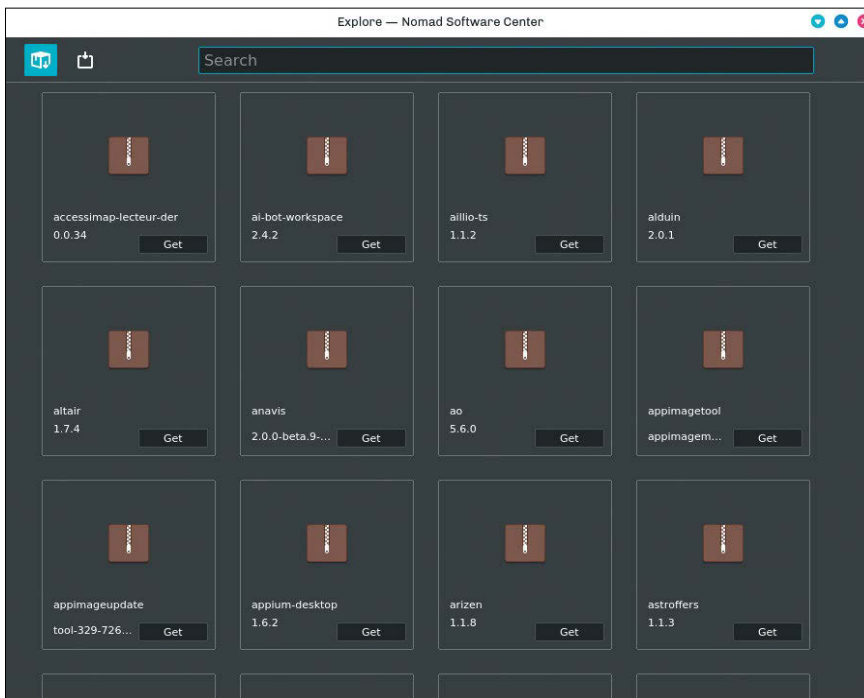 Explore — Nomad Software Center
Search
accessimap-lecteur-der
0.0.34
Get
ai-bot-workspace
2.4.2
Get
aillio-ts
1.1.2
Get
alduin
2.0.1
Get
altair
1.7.4
Get
anavis
2.0.0-beta.9-...
Get
ao
5.6.0
Get
appimagetool
appimagem...
Get
appimageupdate
tool-329-726...
Get
appium-desktop
1.6.2
Get
arizen
1.1.8
Get
astroffers
1.1.3
Get